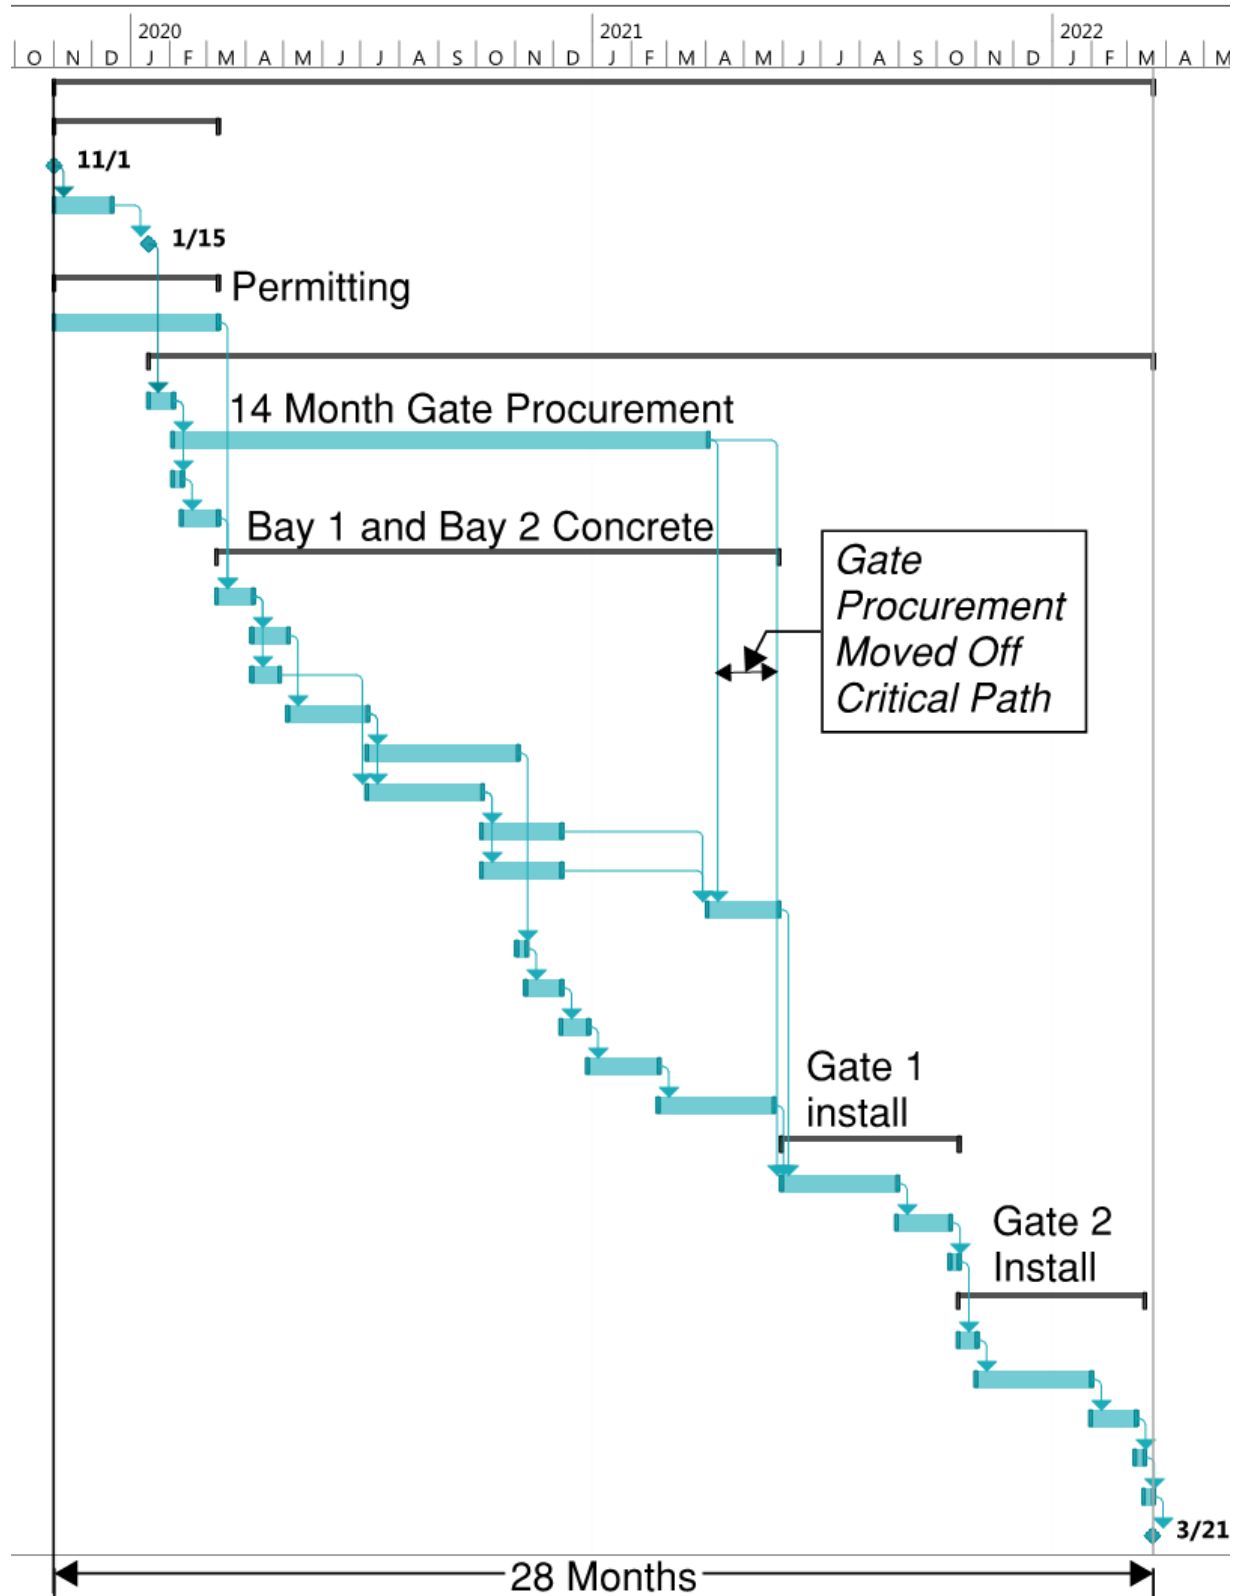 2020 2021 2022
O N D J F M A M J J A S O N D J F M A M J J A S O N D J F M A M
11/1
1/15
Permitting
14 Month Gate Procurement
Bay 1 and Bay 2 Concrete
Gate
Procurement
Moved Off
Critical Path
Gate 1
install
Gate 2
Install
3/21
28 Months